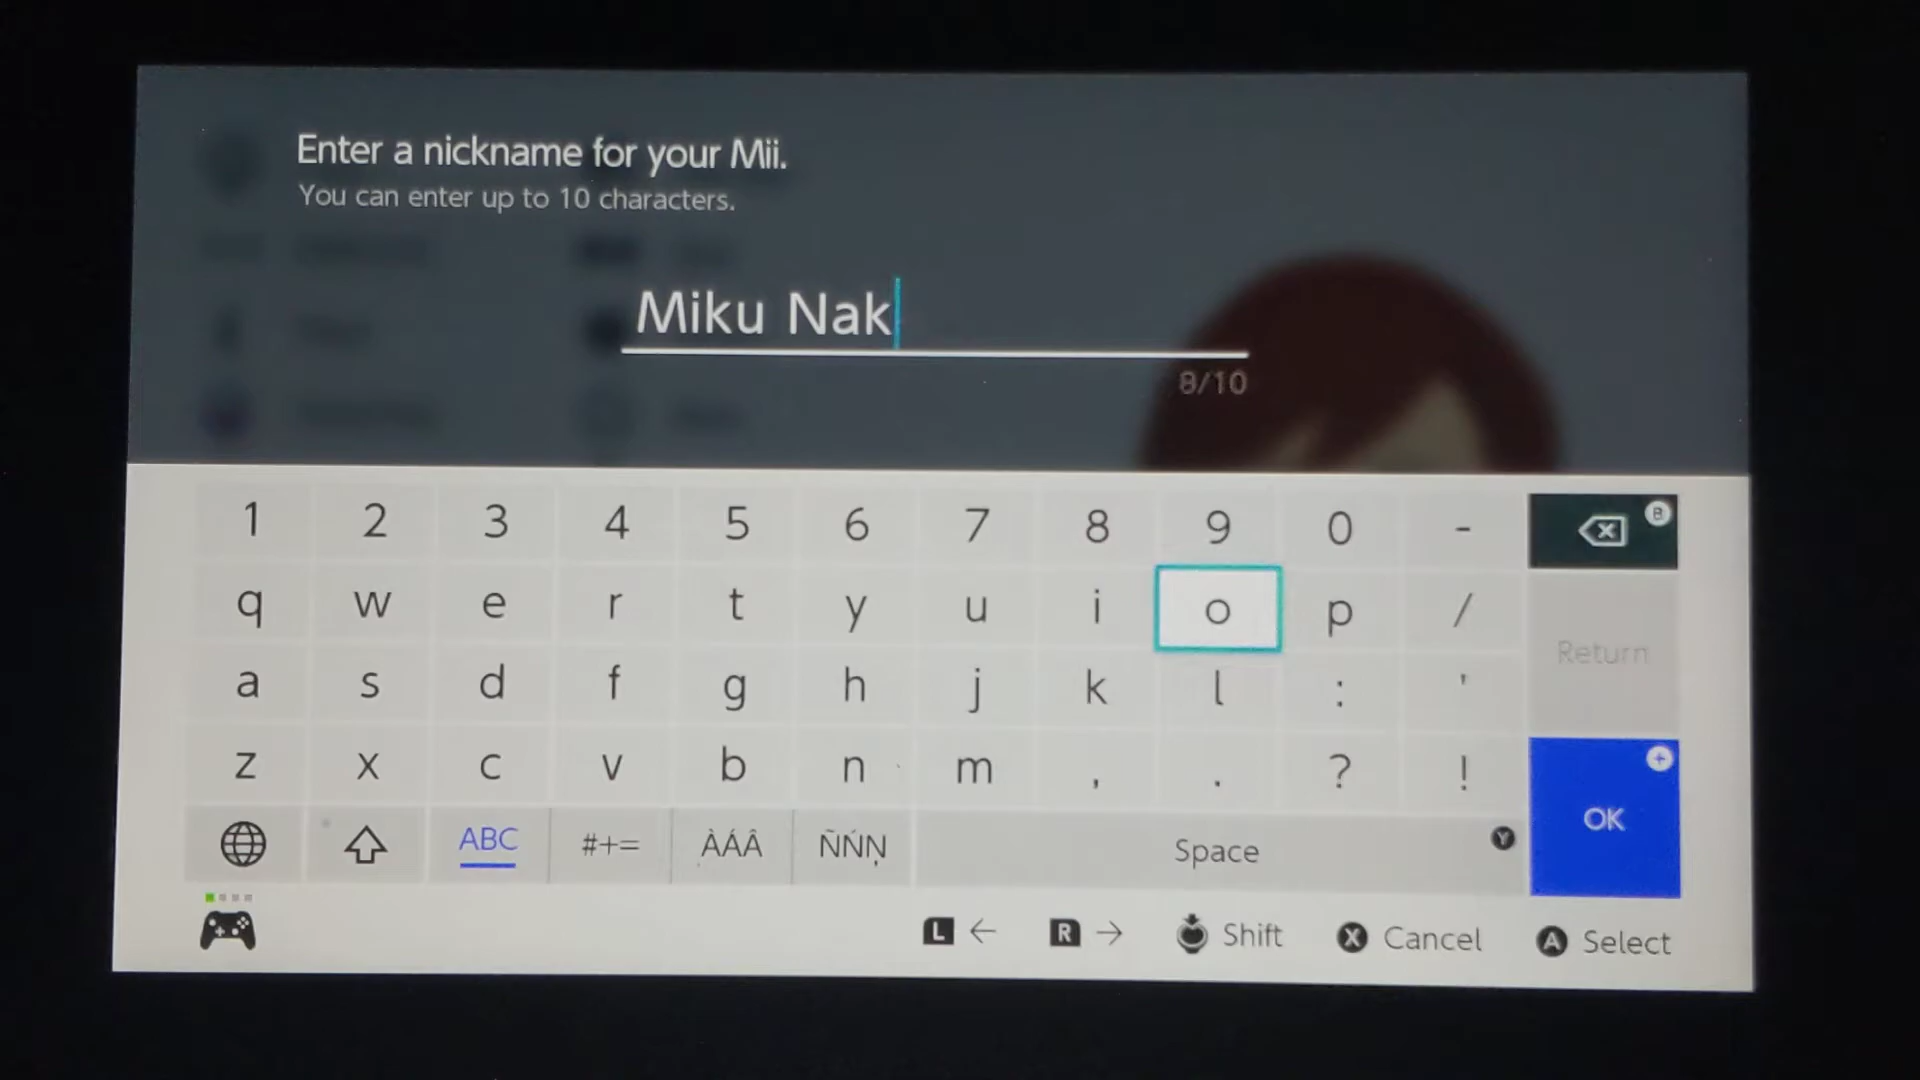 Enter a nickname for your Mii.
You can enter up to 10 characters.
Miku Nak
8/10
1 2 3 4 5 6 7 8 9 0 - B
q w e r t y u i o p /
Return
a s d f g h j k l : '
z x c v b n m , . ? ! +
OK
ABC #+= ÀÁÂ ÑŃŅ Space Y
L ← R → Shift X Cancel A Select